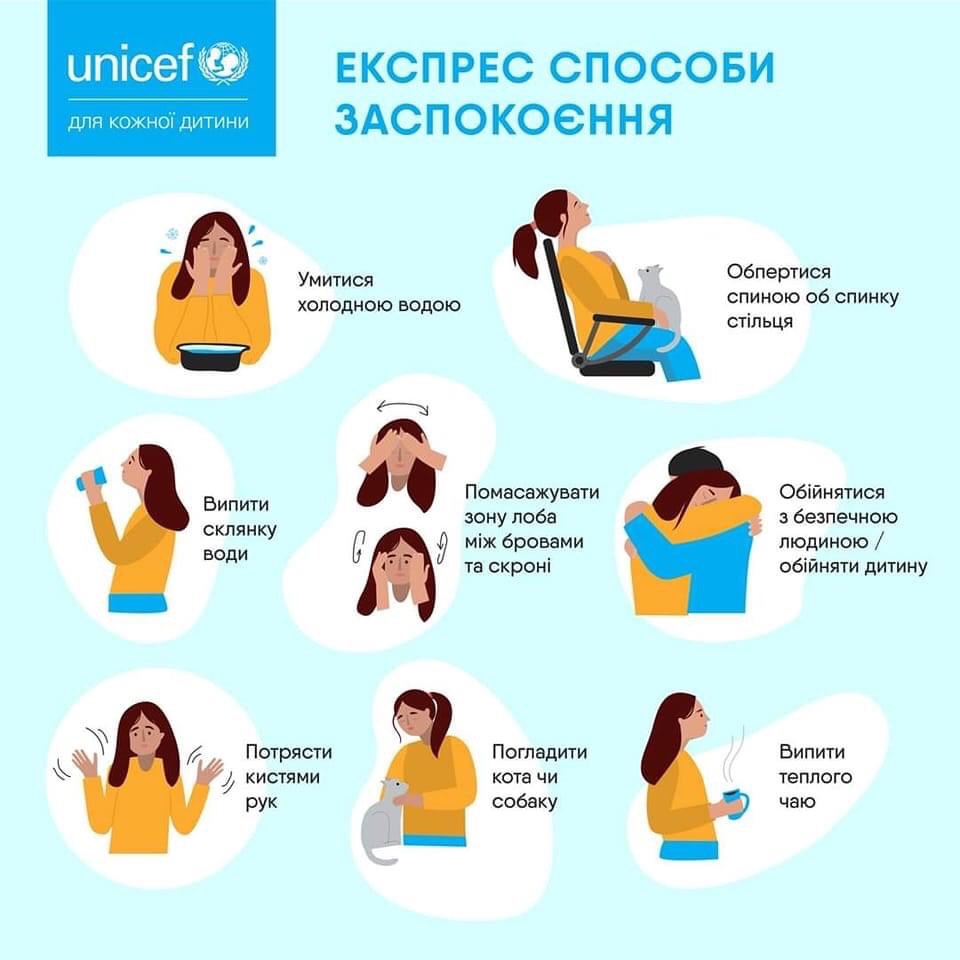 unicef
для кожної дитини
ЕКСПРЕС СПОСОБИ
ЗАСПОКОЄННЯ
Умитися
холодною водою
Обпертися
спиною об спинку
стільця
Випити
склянку
води
Помасажувати
зону лоба
між бровами
та скроні
Обійнятися
з безпечною
людиною /
обійняти дитину
Потрясти
кистями
рук
Погладити
кота чи
собаку
Випити
теплого
чаю